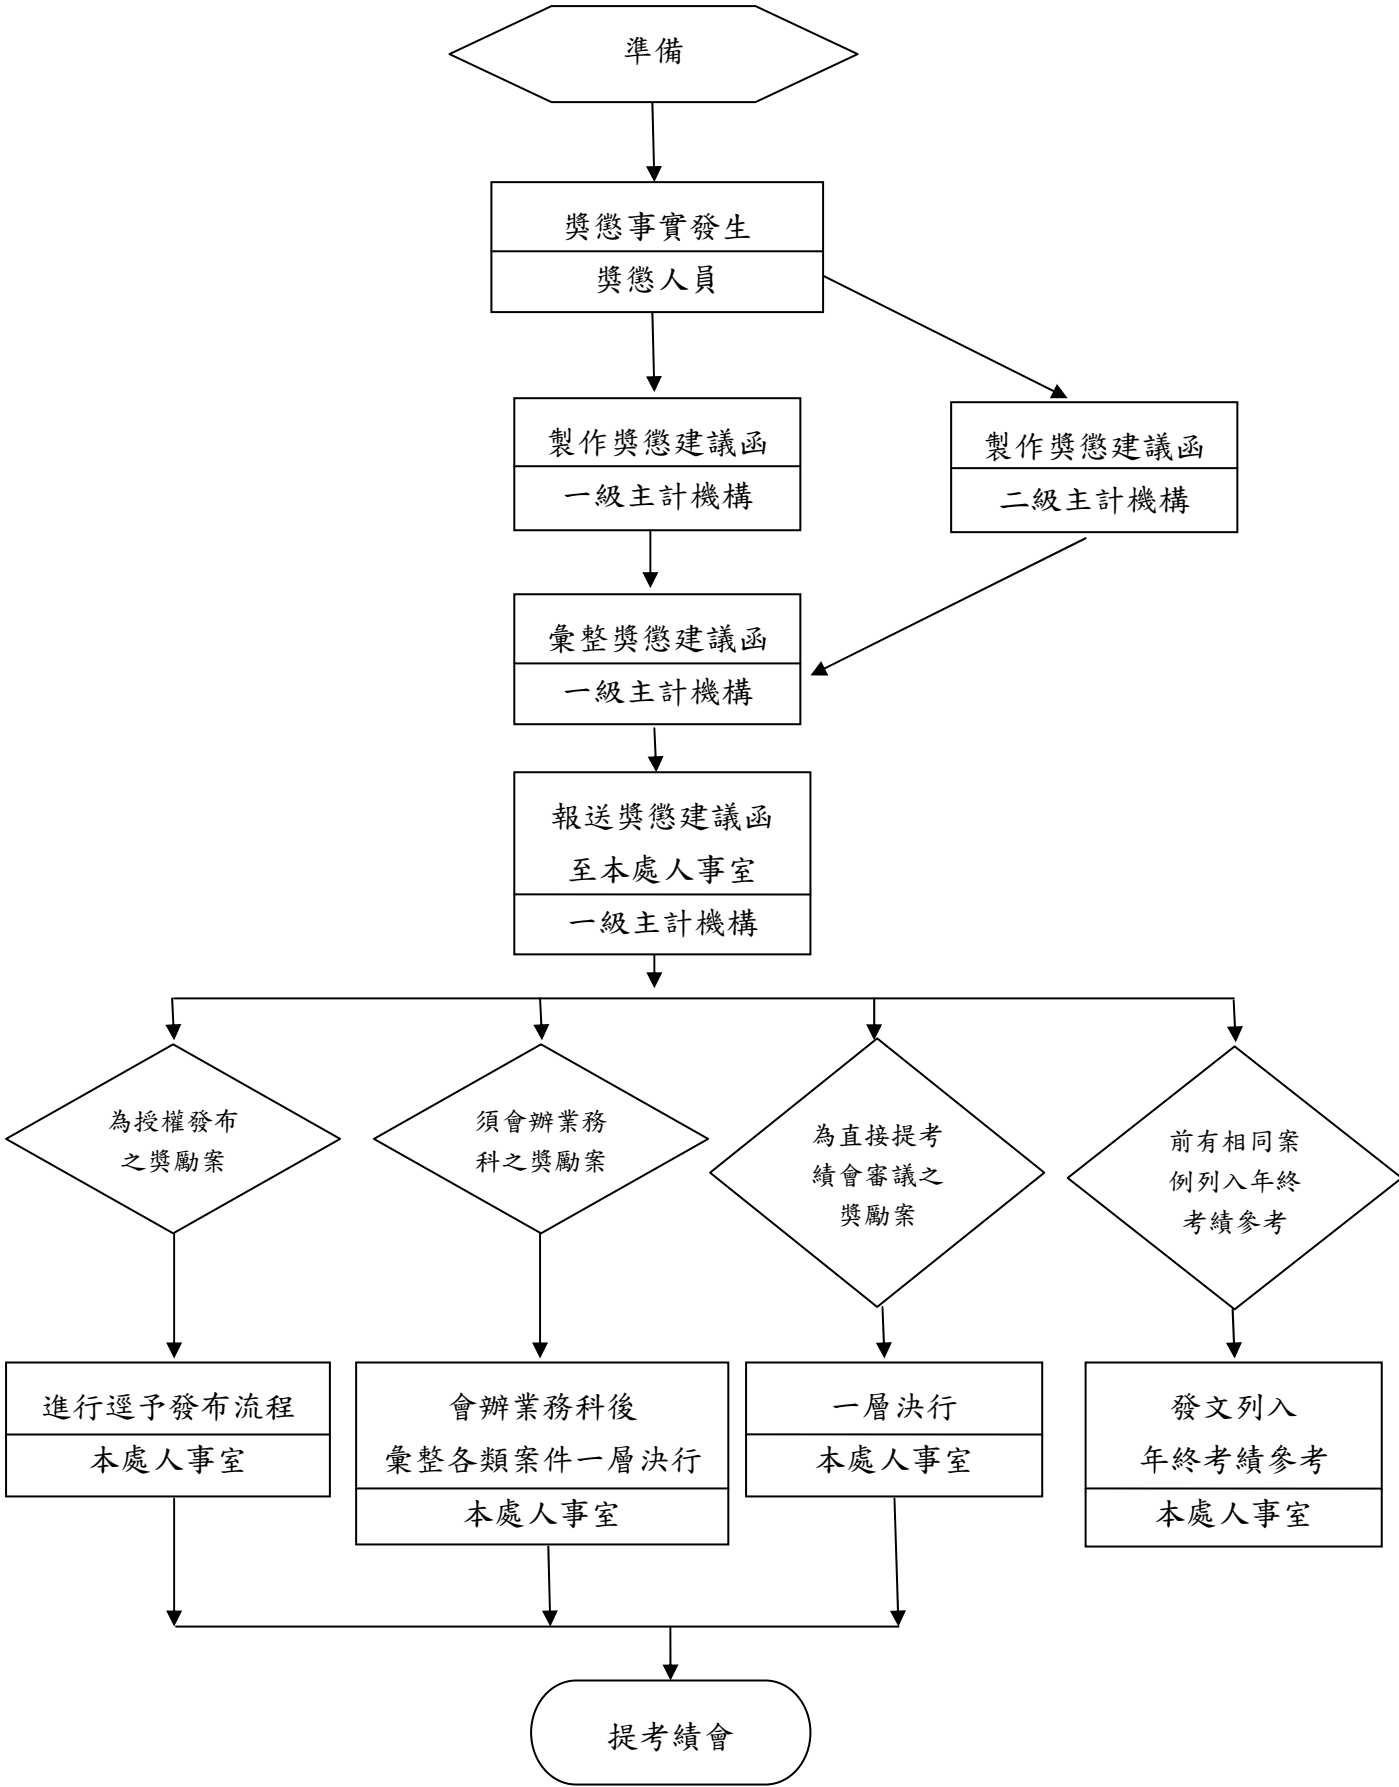 準備
獎懲事實發生
獎懲人員
製作獎懲建議函
一級主計機構
製作獎懲建議函
二級主計機構
彙整獎懲建議函
一級主計機構
報送獎懲建議函
至本處人事室
一級主計機構
為授權發布
之獎勵案
須會辦業務
科之獎勵案
為直接提考
績會審議之
獎勵案
前有相同案
例列入年終
考績參考
進行逕予發布流程
本處人事室
會辦業務科後
彙整各類案件一層決行
本處人事室
一層決行
本處人事室
發文列入
年終考績參考
本處人事室
提考績會